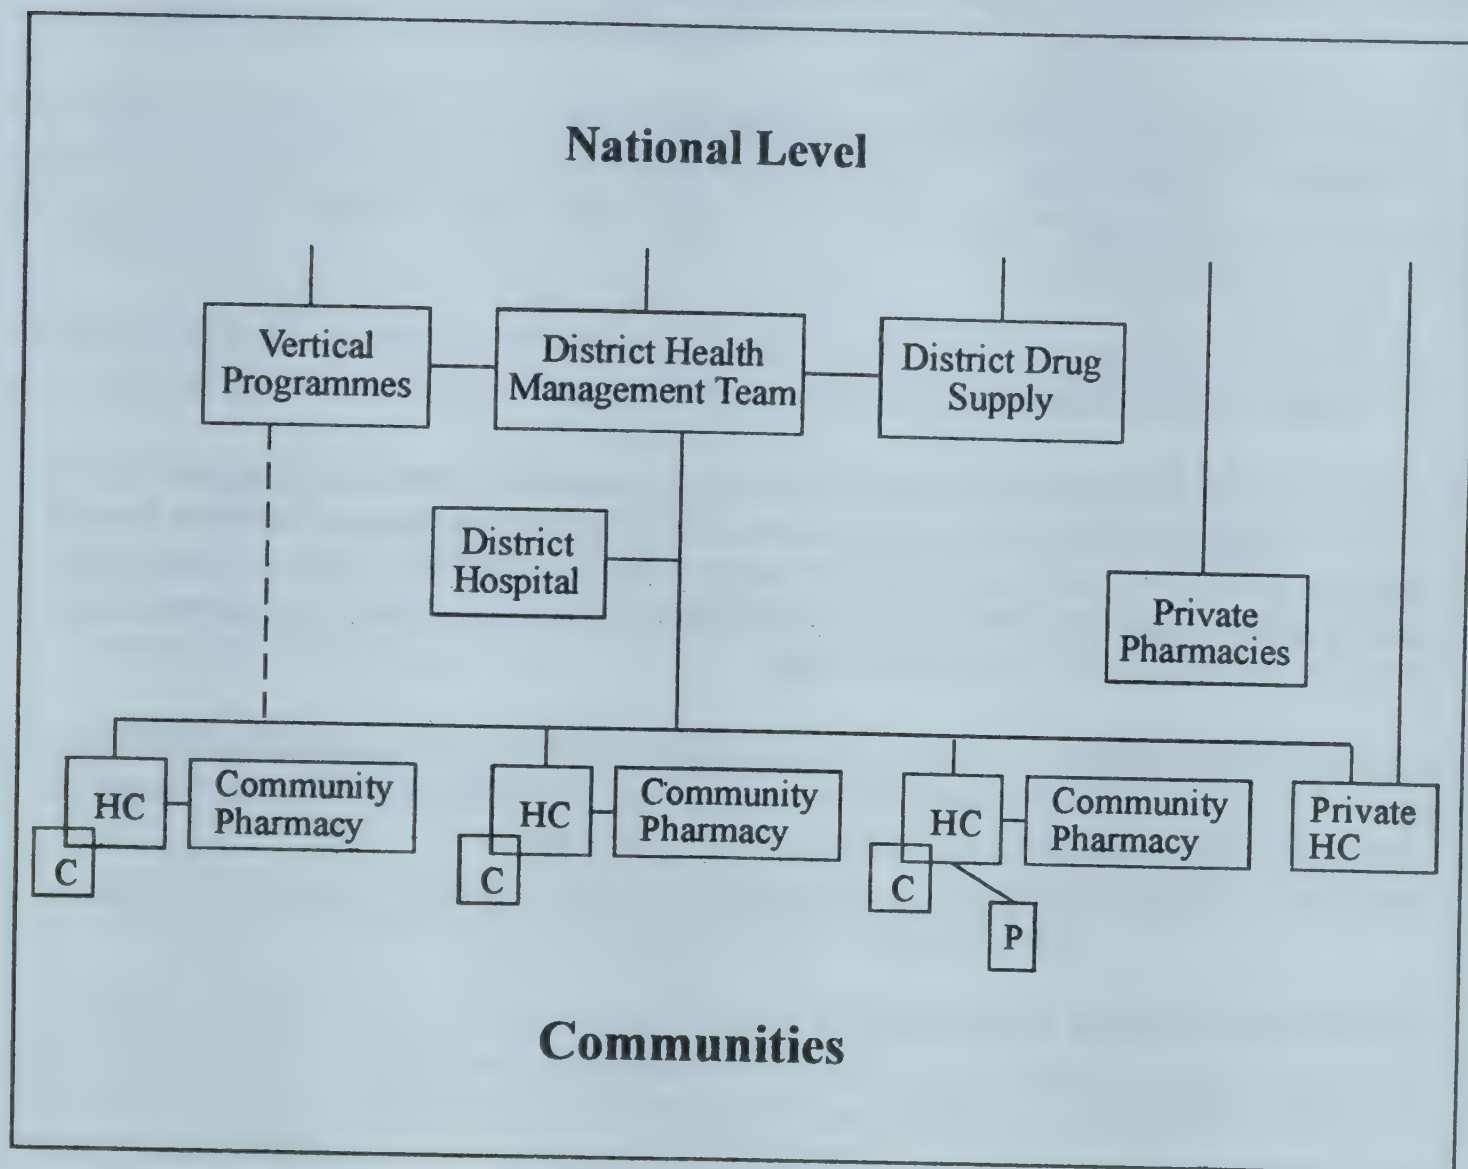 National Level
Vertical
Programmes
District Health
Management Team
District Drug
Supply
District
Hospital
Private
Pharmacies
HC
Community
Pharmacy
C
HC
Community
Pharmacy
C
HC
Community
Pharmacy
C
P
Private
HC
Communities